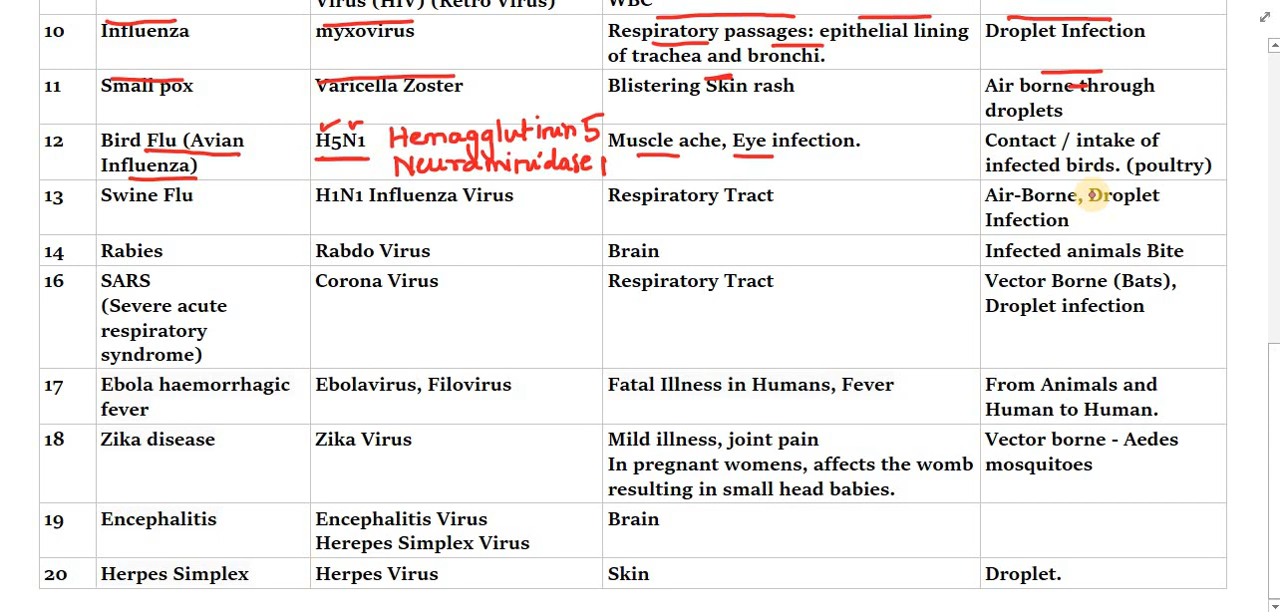 Virus (HIV) (Retro Virus)
WBC
10 Influenza myxovirus Respiratory passages: epithelial lining of trachea and bronchi. Droplet Infection
11 Small pox Varicella Zoster Blistering Skin rash Air borne through droplets
12 Bird Flu (Avian Influenza) H5N1 Hemagglutinin 5 Neuraminidase 1 Muscle ache, Eye infection. Contact / intake of infected birds. (poultry)
13 Swine Flu H1N1 Influenza Virus Respiratory Tract Air-Borne, Droplet Infection
14 Rabies Rabdo Virus Brain Infected animals Bite
16 SARS (Severe acute respiratory syndrome) Corona Virus Respiratory Tract Vector Borne (Bats), Droplet infection
17 Ebola haemorrhagic fever Ebolavirus, Filovirus Fatal Illness in Humans, Fever From Animals and Human to Human.
18 Zika disease Zika Virus Mild illness, joint pain In pregnant womens, affects the womb resulting in small head babies. Vector borne - Aedes mosquitoes
19 Encephalitis Encephalitis Virus Herepes Simplex Virus Brain
20 Herpes Simplex Herpes Virus Skin Droplet.